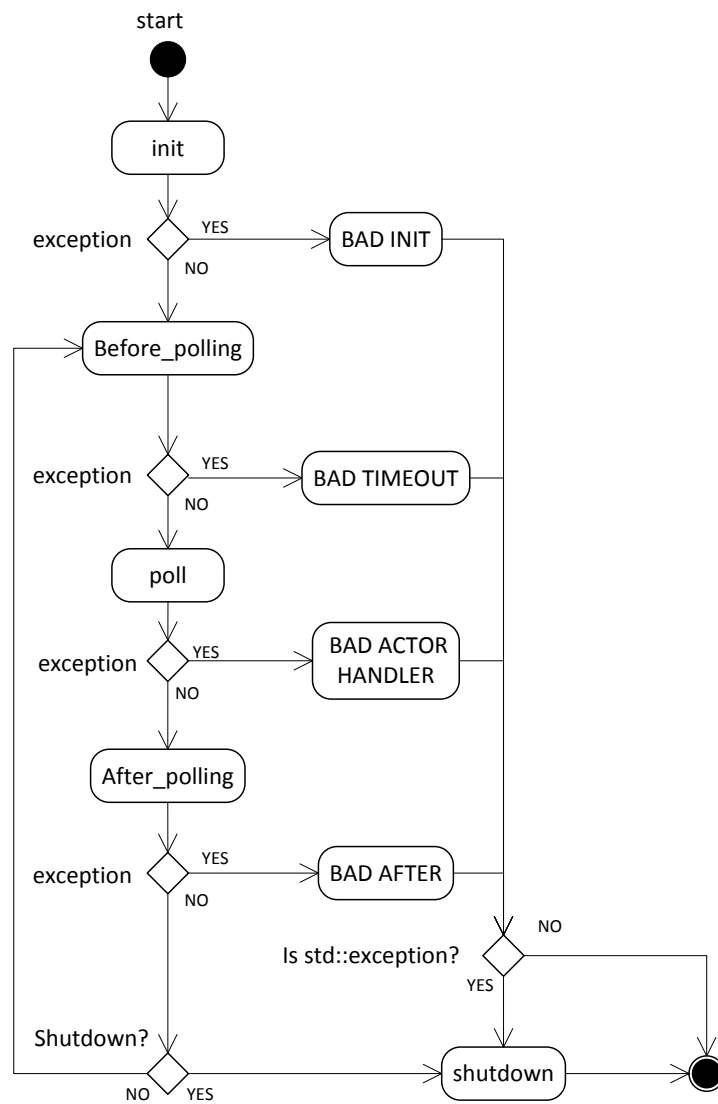 start
init
exception
YES
BAD INIT
NO
Before_polling
exception
YES
BAD TIMEOUT
NO
poll
exception
YES
BAD ACTOR
HANDLER
NO
After_polling
exception
YES
BAD AFTER
NO
NO
Is std::exception?
YES
Shutdown?
shutdown
NO
YES